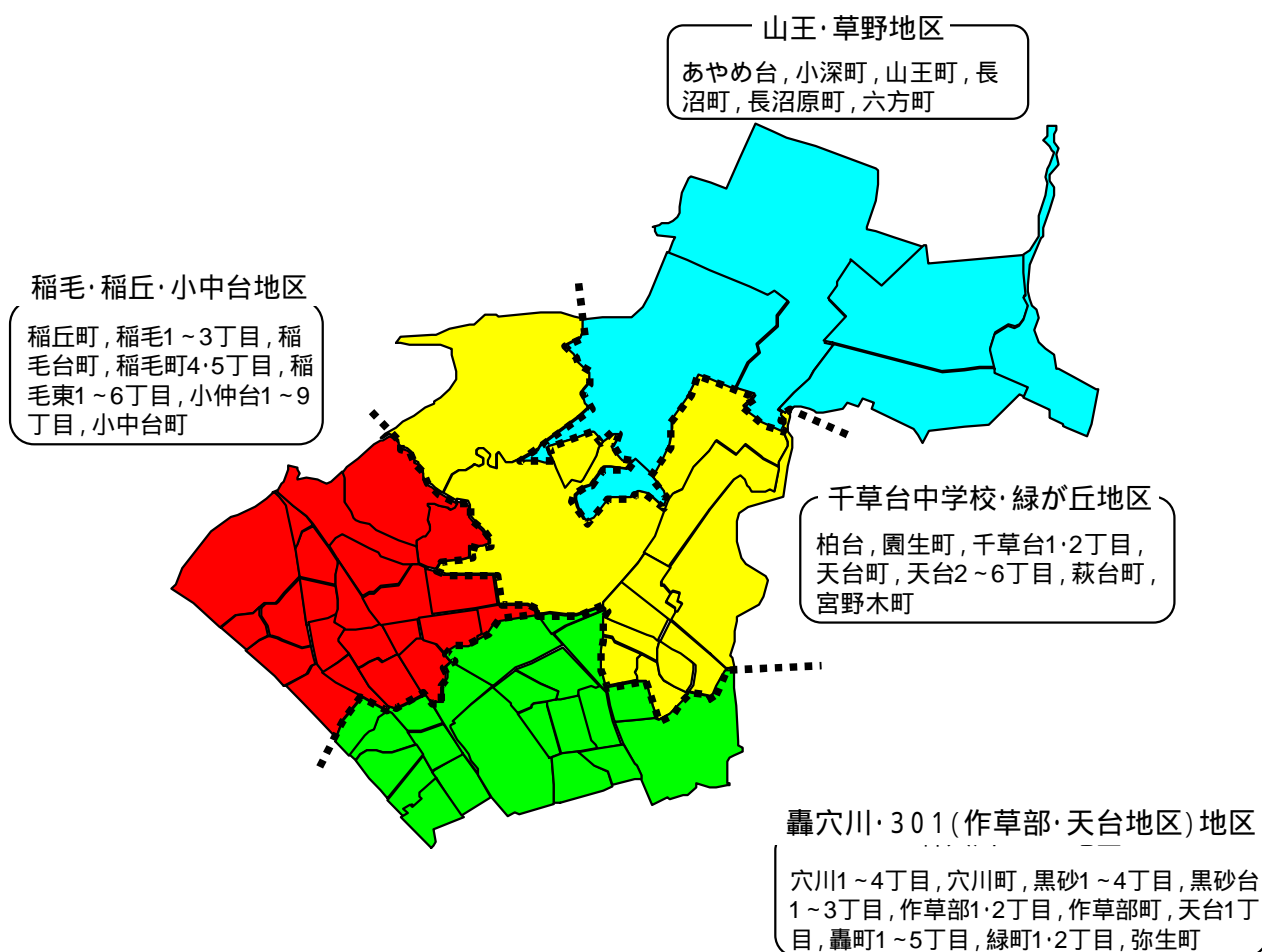 山王･草野地区
あやめ台,小深町,山王町,長
沼町,長沼原町,六方町
稲毛･稲丘･小中台地区
稲丘町,稲毛1~3丁目,稲
毛台町,稲毛町4･5丁目,稲
毛東1~6丁目,小仲台1~9
丁目,小中台町
千草台中学校･緑が丘地区
柏台,園生町,千草台1･2丁目,
天台町,天台2~6丁目,萩台町,
宮野木町
轟穴川･301(作草部･天台地区)地区
穴川1~4丁目,穴川町,黒砂1~4丁目,黒砂台
1~3丁目,作草部1･2丁目,作草部町,天台1丁
目,轟町1~5丁目,緑町1･2丁目,弥生町